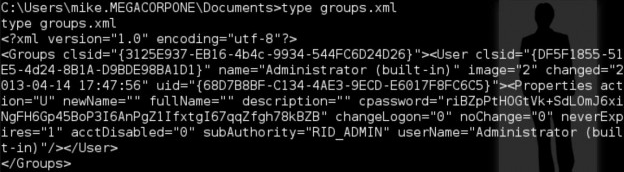 C:\Users\mike.MEGACORPONE\Documents>type groups.xml
type groups.xml
<?xml version="1.0" encoding="utf-8"?>
<Groups clsid="{3125E937-EB16-4b4c-9934-544FC6D24D26}"><User clsid="{DF5F1855-51
E5-4d24-8B1A-D9BDE98BA1D1}" name="Administrator (built-in)" image="2" changed="2
013-04-14 17:47:56" uid="{68D7B8BF-C134-4AE3-9ECD-E6017F8FC6C5}"><Properties act
ion="U" newName="" fullName="" description="" cpassword="riBZpPtHOGtVk+SdLOmJ6xi
NgFH6Gp45BoP3I6AnPgZ1IfxtgI67qqZfgh78kBZB" changeLogon="0" noChange="0" neverExp
ires="1" acctDisabled="0" subAuthority="RID_ADMIN" userName="Administrator (buil
t-in)"/></User>
</Groups>